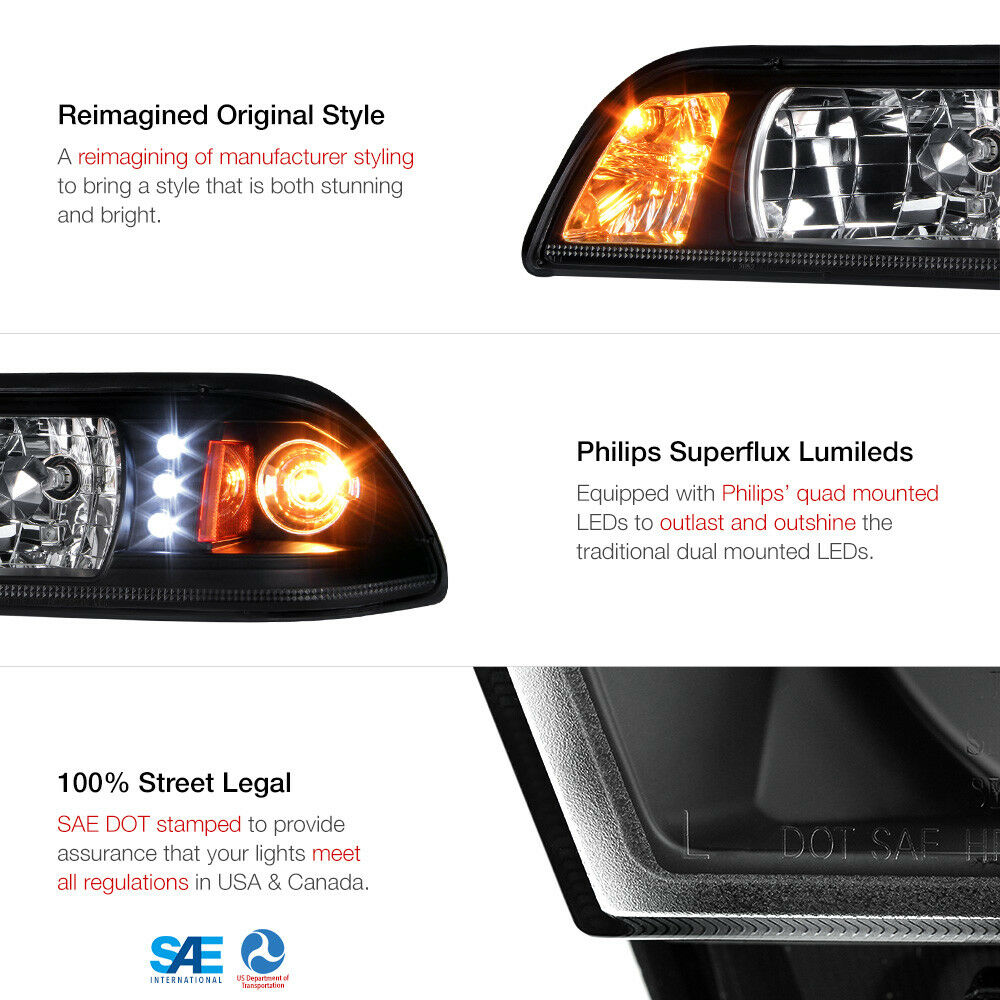 Reimagined Original Style
A reimagining of manufacturer styling
to bring a style that is both stunning
and bright.
Philips Superflux Lumileds
Equipped with Philips' quad mounted
LEDs to outlast and outshine the
traditional dual mounted LEDs.
100% Street Legal
SAE DOT stamped to provide
assurance that your lights meet
all regulations in USA & Canada.
L DOT SAE
SAE
INTERNATIONAL
US Department of
Transportation